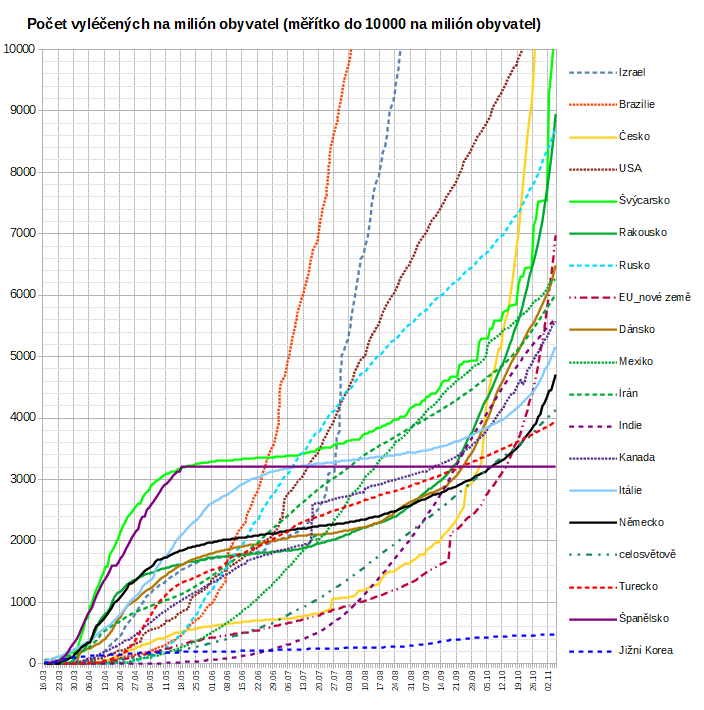 Počet vyléčených na milión obyvatel (měřítko do 10000 na milión obyvatel)
10000
9000
8000
7000
6000
5000
4000
3000
2000
1000
0
16.03
23.03
30.03
06.04
13.04
20.04
27.04
04.05
11.05
18.05
25.05
01.06
08.06
15.06
22.06
29.06
06.07
13.07
20.07
27.07
03.08
10.08
17.08
24.08
31.08
07.09
14.09
21.09
28.09
05.10
12.10
19.10
26.10
02.11
Izrael
Brazilie
Česko
USA
Švýcarsko
Rakousko
Rusko
EU_nové země
Dánsko
Mexiko
Írán
Indie
Kanada
Itálie
Německo
celosvětově
Turecko
Španělsko
Jižní Korea